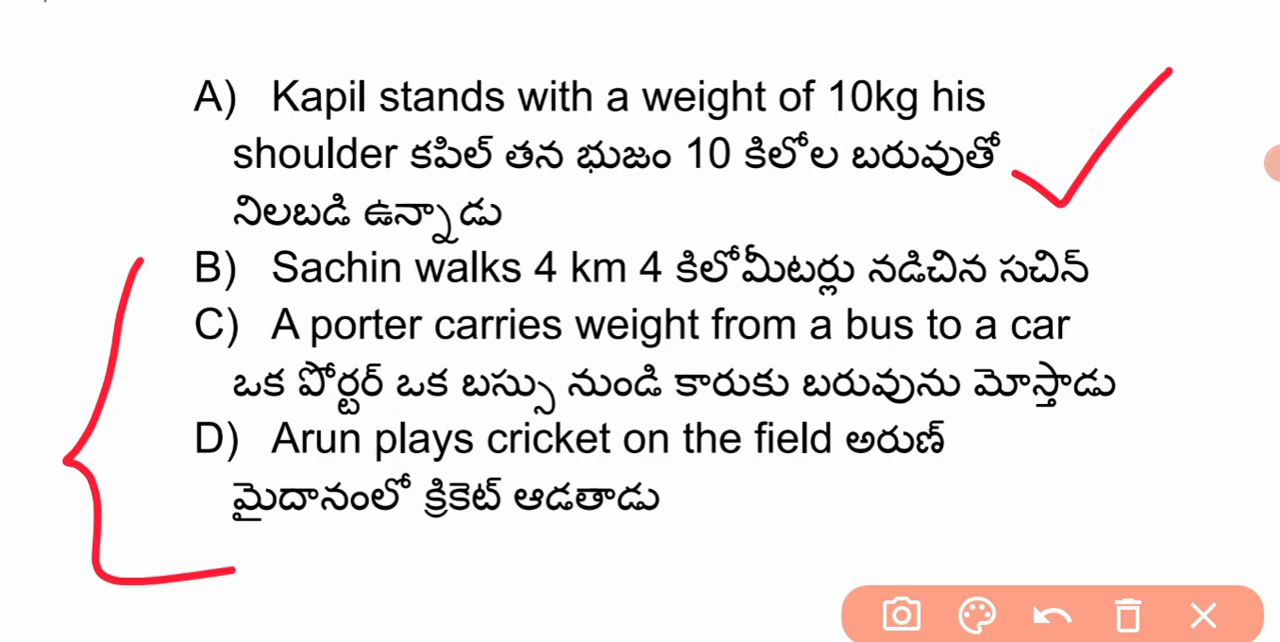 A) Kapil stands with a weight of 10kg his
shoulder కపిల్ తన భుజం 10 కిలోల బరువుతో
నిలబడి ఉన్నాడు
B) Sachin walks 4 km 4 కిలోమీటర్లు నడిచిన సచిన్
C) A porter carries weight from a bus to a car
ఒక పోర్టర్ ఒక బస్సు నుండి కారుకు బరువును మోస్తాడు
D) Arun plays cricket on the field అరుణ్
మైదానంలో క్రికెట్ ఆడతాడు